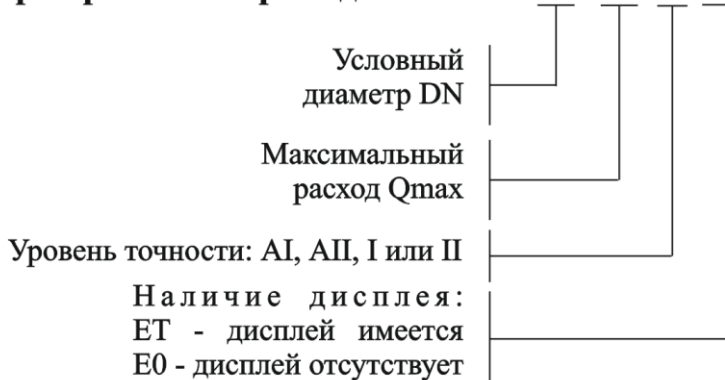 Условный
диаметр DN
Максимальный
расход Qmax
Уровень точности: AI, AII, I или II
Наличие дисплея:
ET - дисплей имеется
E0 - дисплей отсутствует